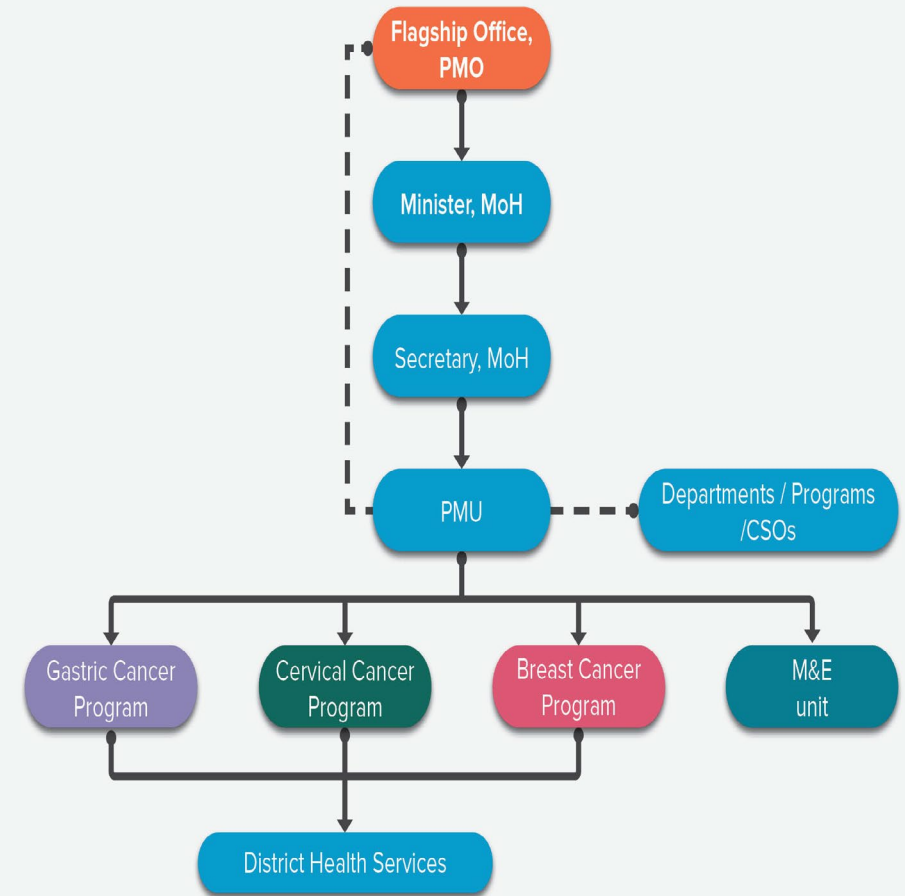 Flagship Office,
PMO
Minister, MoH
Secretary, MoH
PMU
Departments / Programs
/CSOs
Gastric Cancer
Program
Cervical Cancer
Program
Breast Cancer
Program
M&E
unit
District Health Services